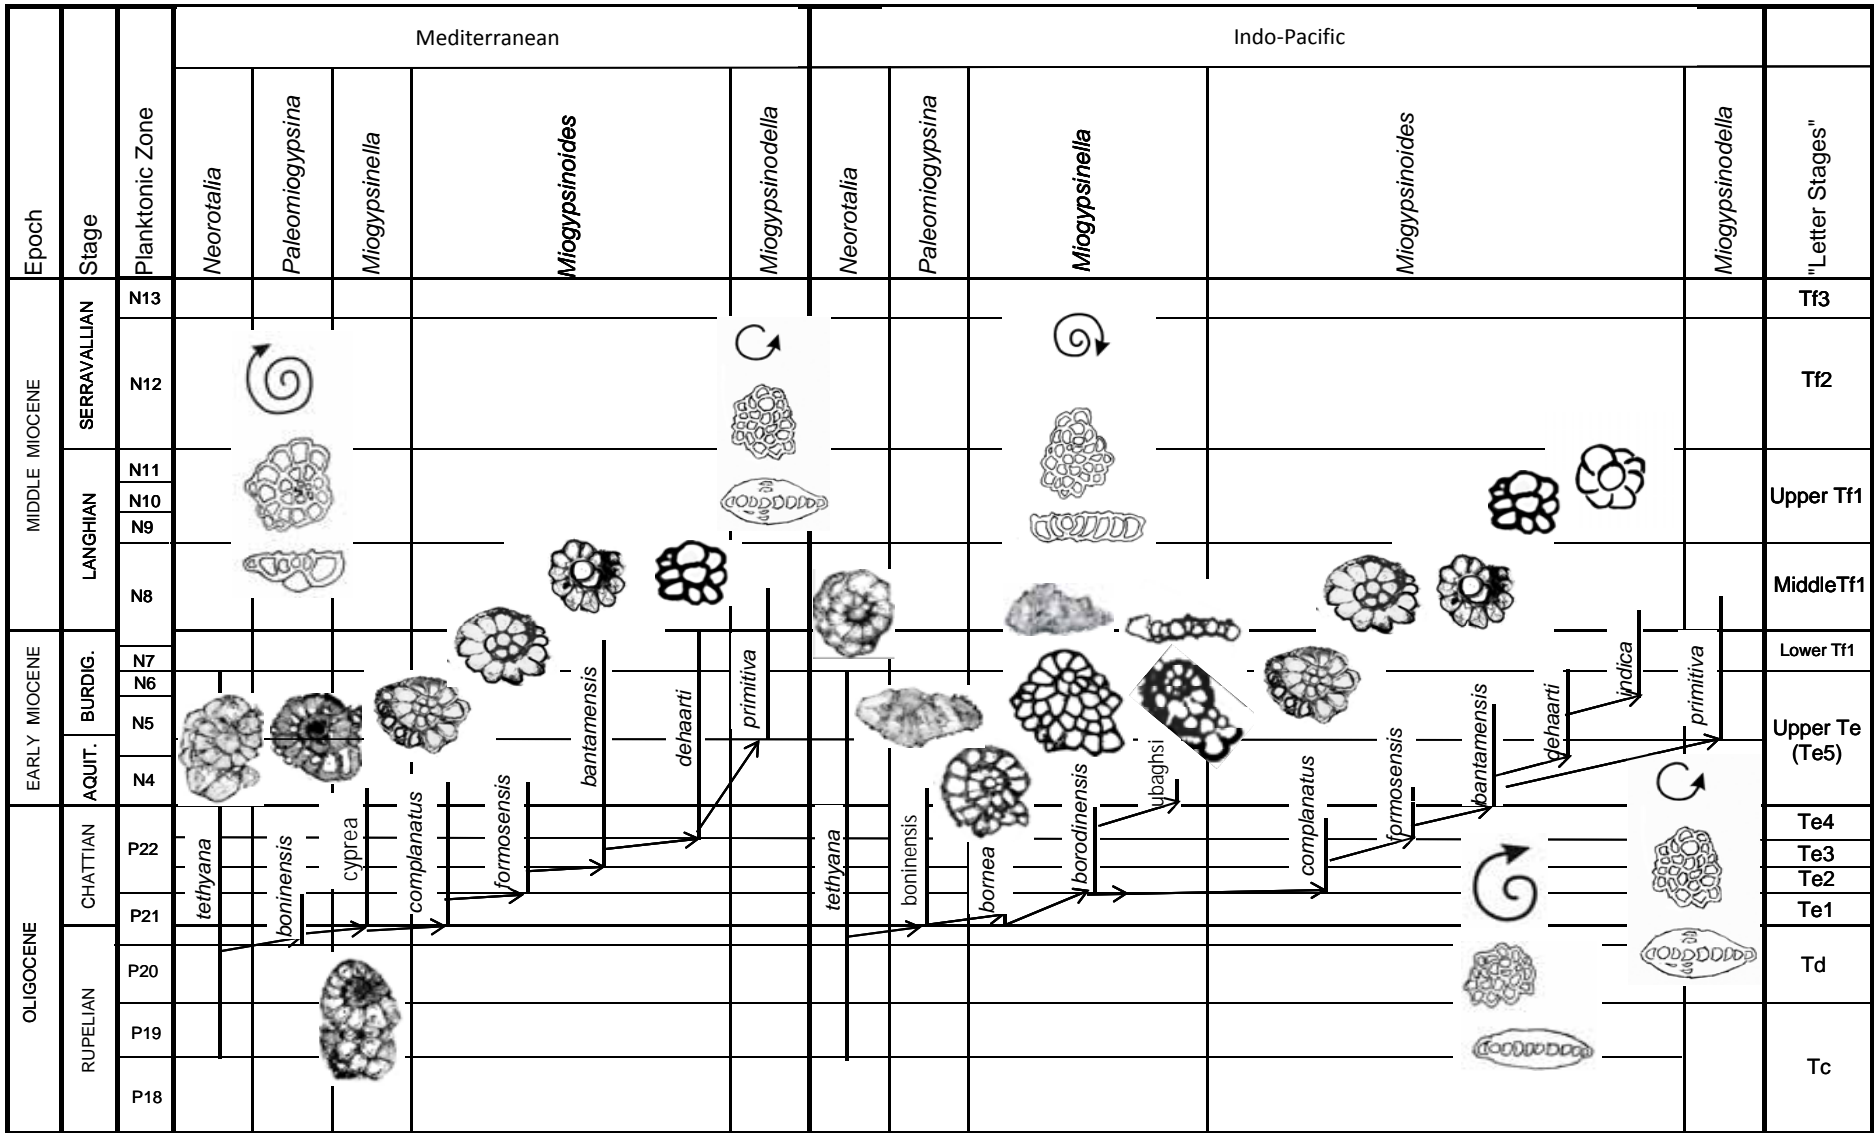 Mediterranean
Indo-Pacific
Epoch
Stage
Planktonic Zone
Neorotalia
Paleomiogypsina
Miogypsinella
Miogypsinoides
Miogypsinodella
Neorotalia
Paleomiogypsina
Miogypsinella
Miogypsinoides
Miogypsinodella
"Letter Stages"
MIDDLE MIOCENE
EARLY MIOCENE
OLIGOCENE
SERRAVALLIAN
LANGHIAN
BURDIG.
AQUIT.
CHATTIAN
RUPELIAN
N13
N12
N11
N10
N9
N8
N7
N6
N5
N4
P22
P21
P20
P19
P18
tethyana
boninensis
cyprea
complanatus
formosensis
bantamensis
dehaarti
primitiva
tethyana
boninensis
bornea
borodinensis
ubaghsi
complanatus
formosensis
bantamensis
dehaarti
indica
primitiva
Tf3
Tf2
Upper Tf1
MiddleTf1
Lower Tf1
Upper Te
(Te5)
Te4
Te3
Te2
Te1
Td
Tc